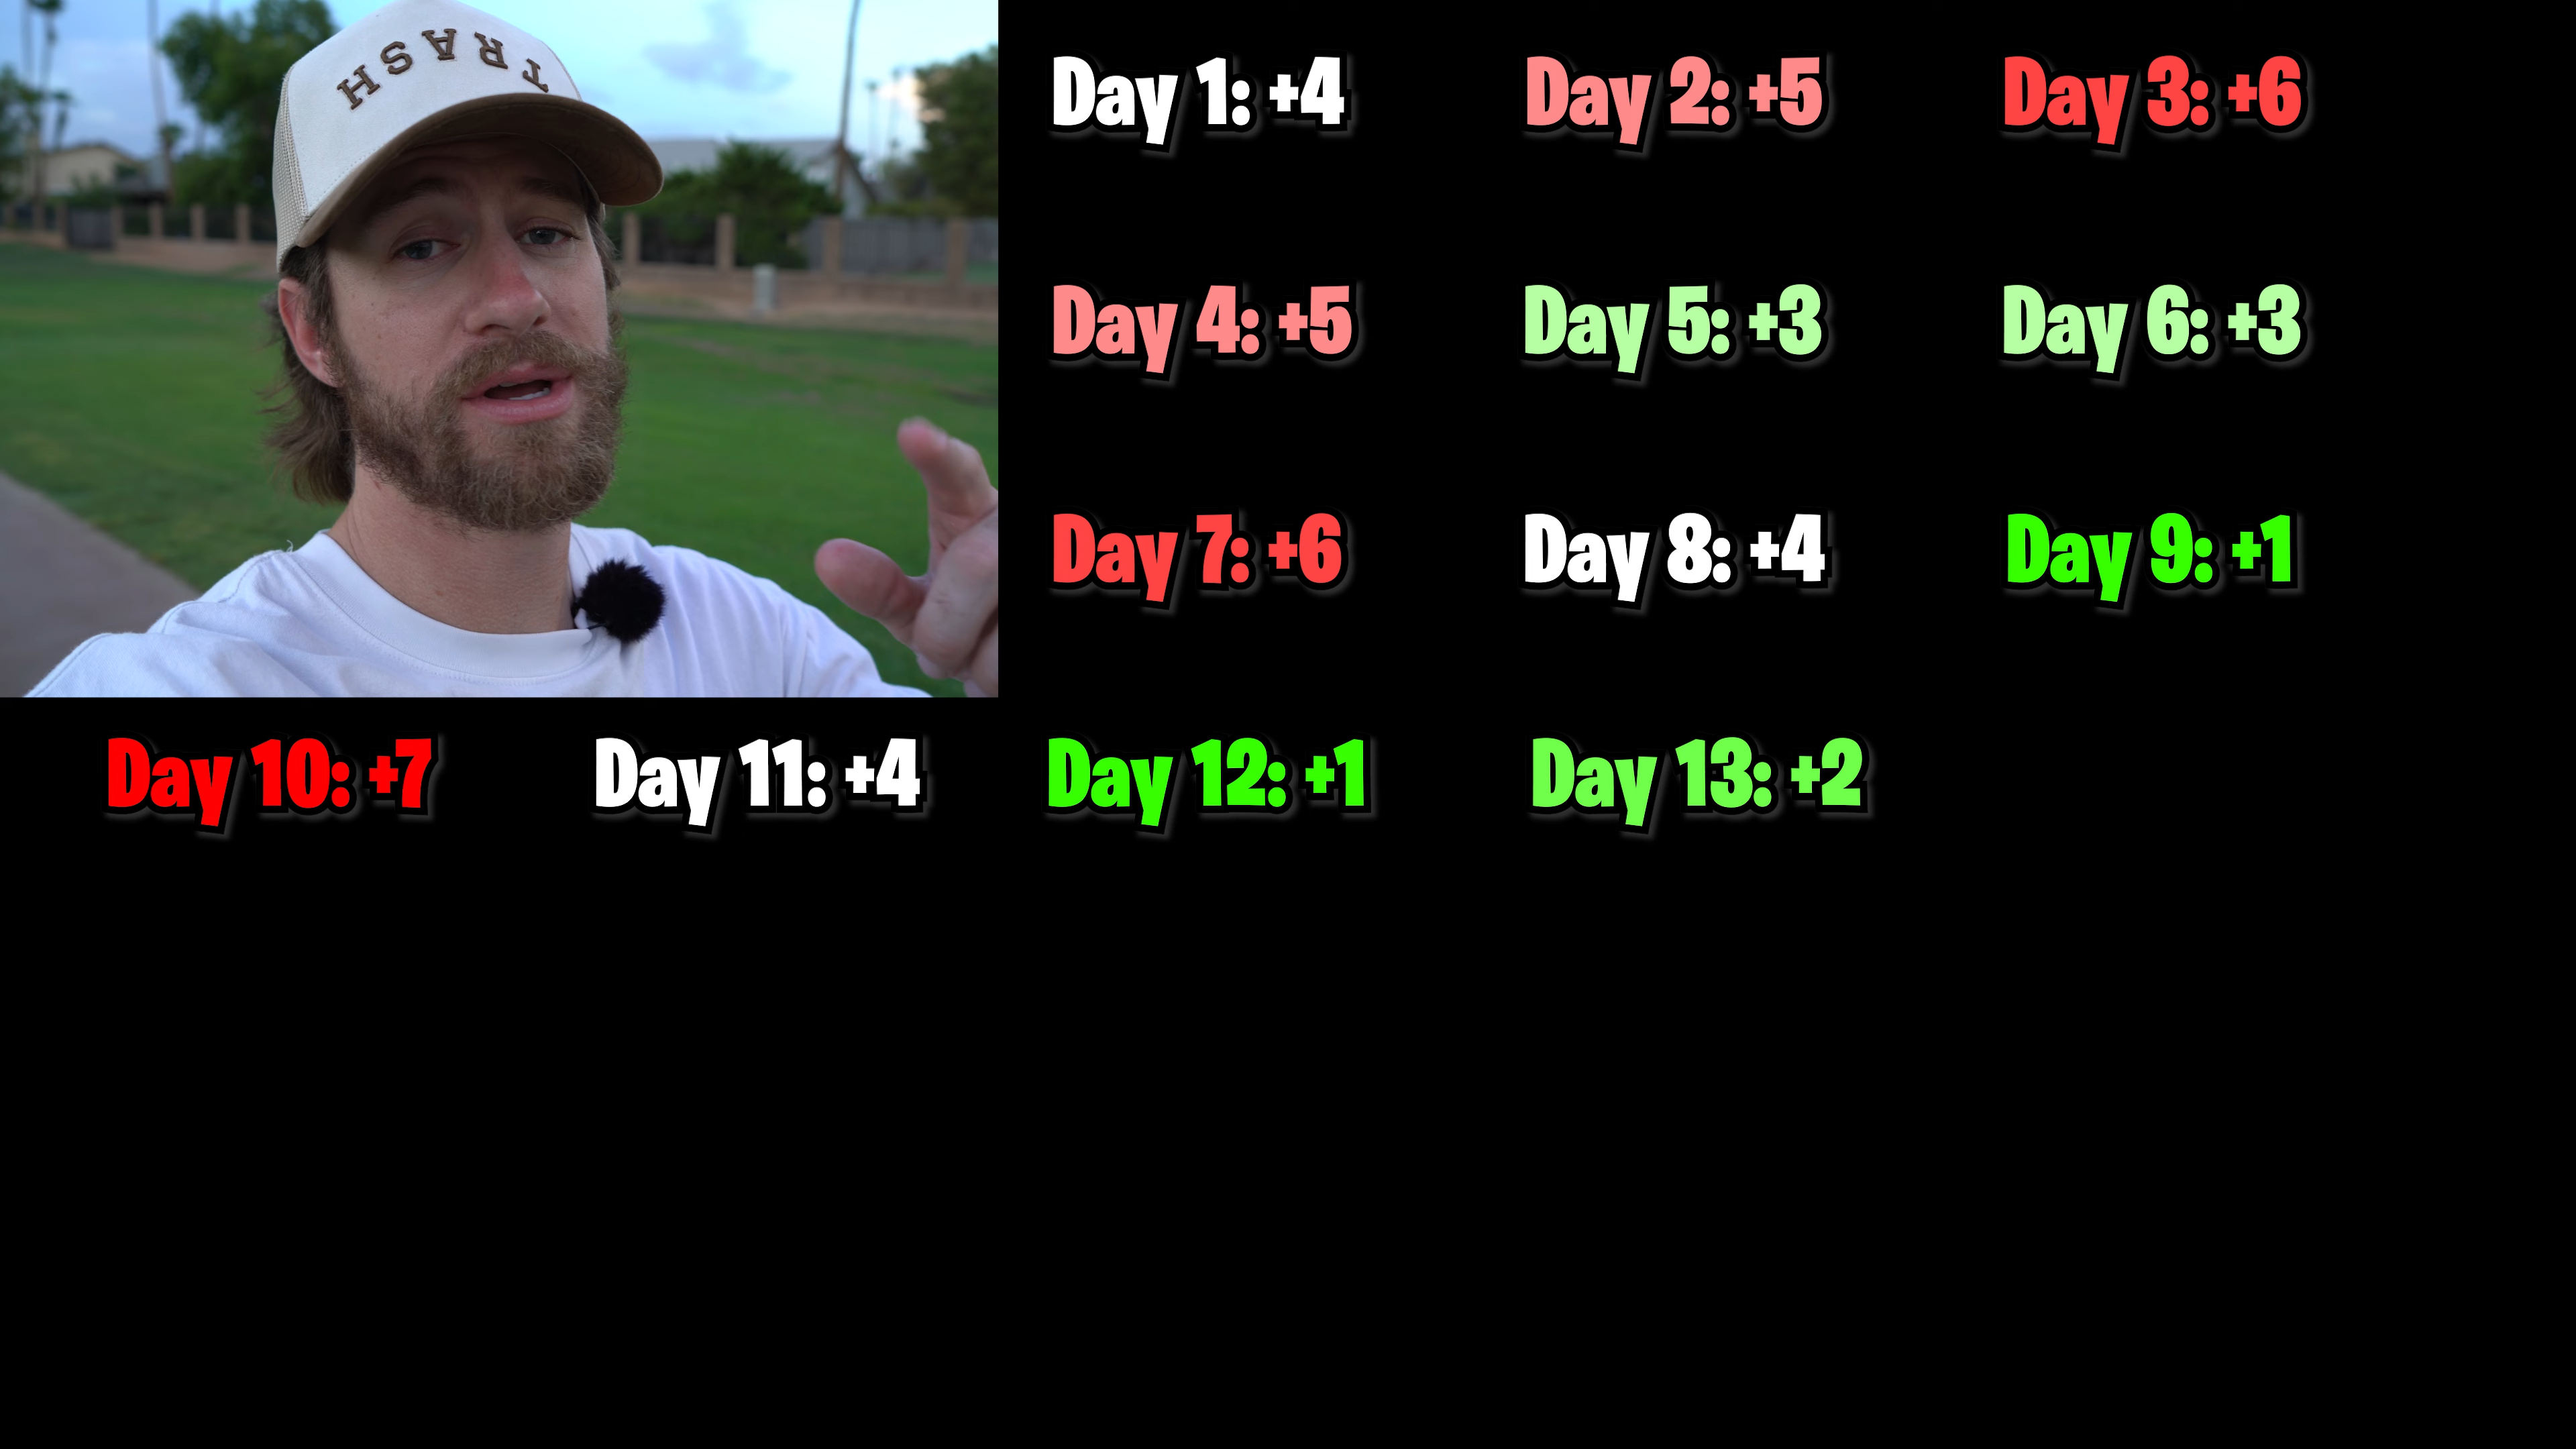 TRASH
Day 1: +4
Day 2: +5
Day 3: +6
Day 4: +5
Day 5: +3
Day 6: +3
Day 7: +6
Day 8: +4
Day 9: +1
Day 10: +7
Day 11: +4
Day 12: +1
Day 13: +2